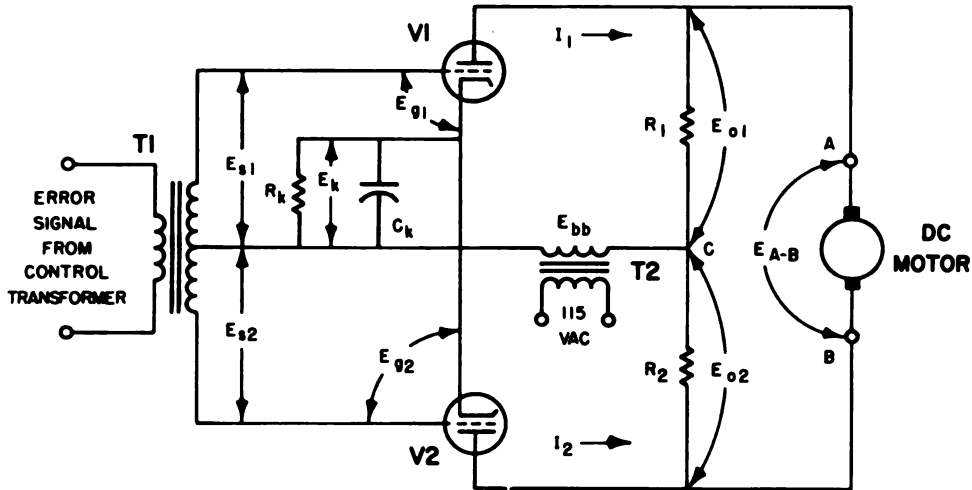 V1
I1
Eg1
T1
R1
Eo1
A
Es1
Rk
Ek
Ck
ERROR
SIGNAL
FROM
CONTROL
TRANSFORMER
Ebb
C
T2
EA-B
DC
MOTOR
115
VAC
Es2
Eg2
R2
Eo2
B
V2
I2